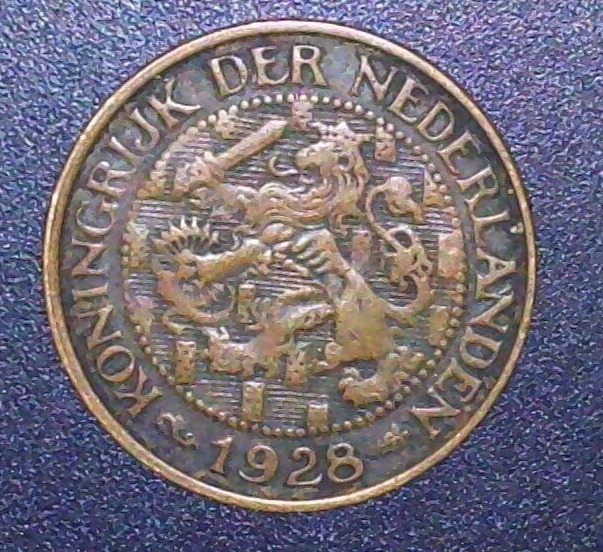 KONINGRIJK DER NEDERLANDEN
1928